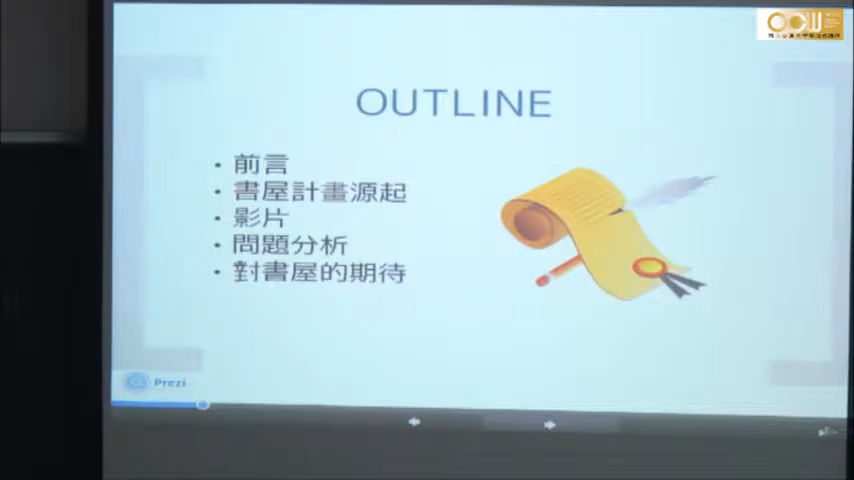 OCW
OUTLINE
• 前言
• 書屋計畫源起
• 影片
• 問題分析
• 對書屋的期待
Prezi